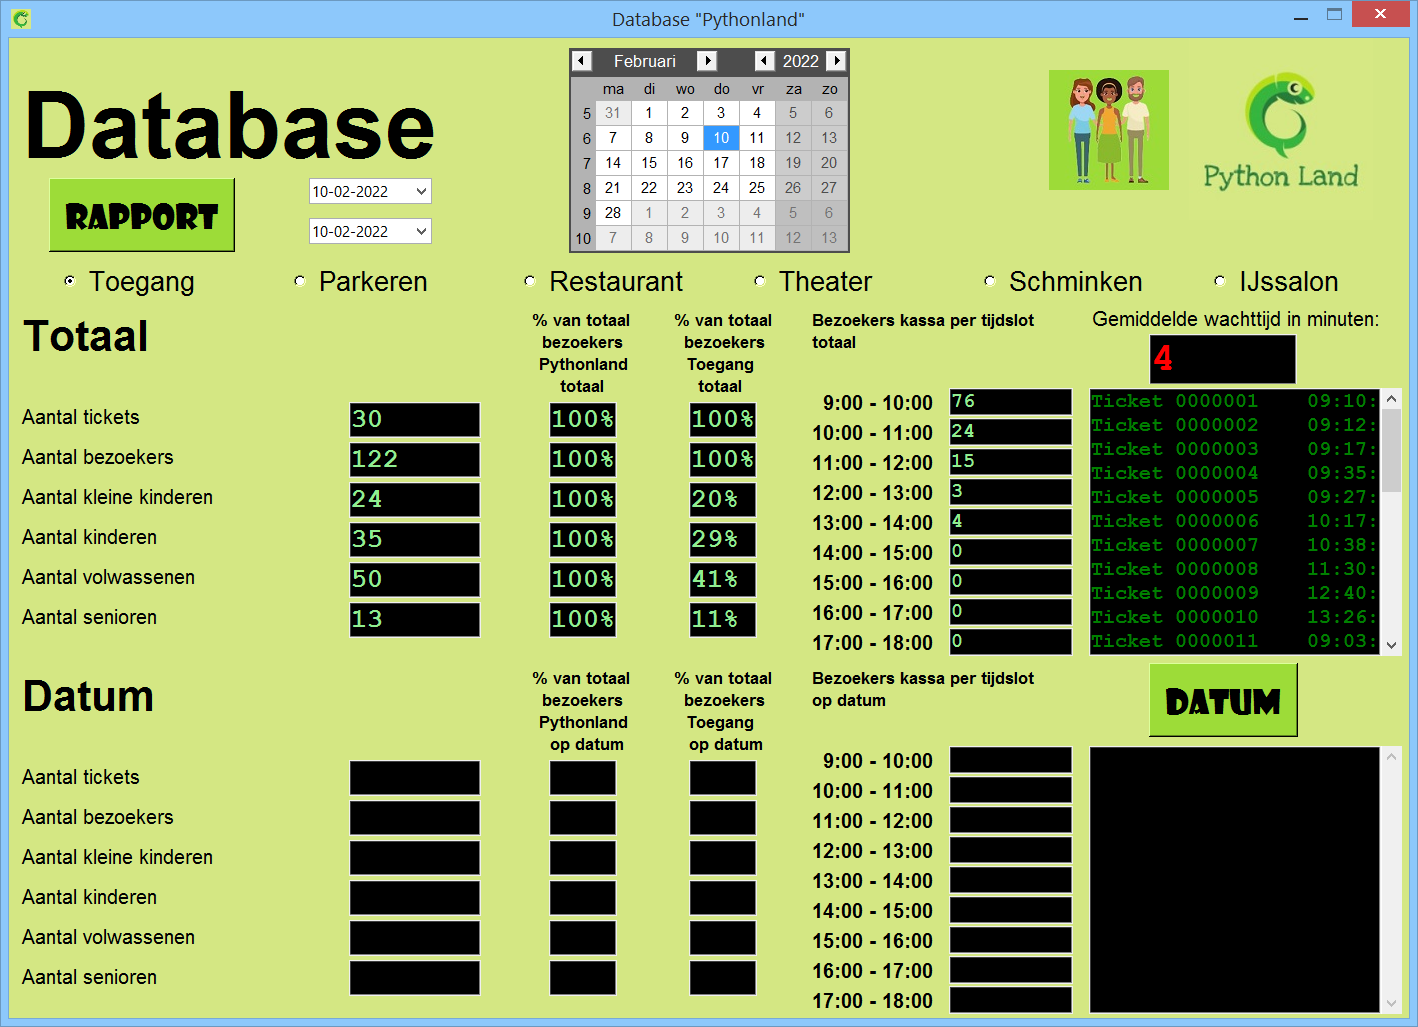 Database "Pythonland"
Database
Februari 2022
ma di wo do vr za zo
5 31 1 2 3 4 5 6
6 7 8 9 10 11 12 13
7 14 15 16 17 18 19 20
8 21 22 23 24 25 26 27
9 28 1 2 3 4 5 6
10 7 8 9 10 11 12 13
Python Land
RAPPORT
10-02-2022
10-02-2022
Toegang Parkeren Restaurant Theater Schminken IJssalon
Totaal
% van totaal
bezoekers
Pythonland
totaal
% van totaal
bezoekers
Toegang
totaal
Aantal tickets 30 100% 100%
Aantal bezoekers 122 100% 100%
Aantal kleine kinderen 24 100% 20%
Aantal kinderen 35 100% 29%
Aantal volwassenen 50 100% 41%
Aantal senioren 13 100% 11%
Bezoekers kassa per tijdslot
totaal
9:00 - 10:00 76
10:00 - 11:00 24
11:00 - 12:00 15
12:00 - 13:00 3
13:00 - 14:00 4
14:00 - 15:00 0
15:00 - 16:00 0
16:00 - 17:00 0
17:00 - 18:00 0
Gemiddelde wachttijd in minuten:
4
Ticket 0000001 09:10:
Ticket 0000002 09:12:
Ticket 0000003 09:17:
Ticket 0000004 09:35:
Ticket 0000005 09:27:
Ticket 0000006 10:17:
Ticket 0000007 10:38:
Ticket 0000008 11:30:
Ticket 0000009 12:40:
Ticket 0000010 13:26:
Ticket 0000011 09:03:
Datum
% van totaal
bezoekers
Pythonland
op datum
% van totaal
bezoekers
Toegang
op datum
Aantal tickets
Aantal bezoekers
Aantal kleine kinderen
Aantal kinderen
Aantal volwassenen
Aantal senioren
Bezoekers kassa per tijdslot
op datum
9:00 - 10:00
10:00 - 11:00
11:00 - 12:00
12:00 - 13:00
13:00 - 14:00
14:00 - 15:00
15:00 - 16:00
16:00 - 17:00
17:00 - 18:00
DATUM